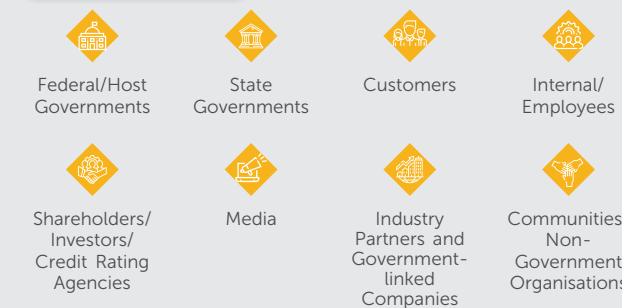 Federal/Host
Governments
State
Governments
Customers
Internal/
Employees
Shareholders/
Investors/
Credit Rating
Agencies
Media
Industry
Partners and
Government-
linked
Companies
Communities
Non-
Government
Organisations